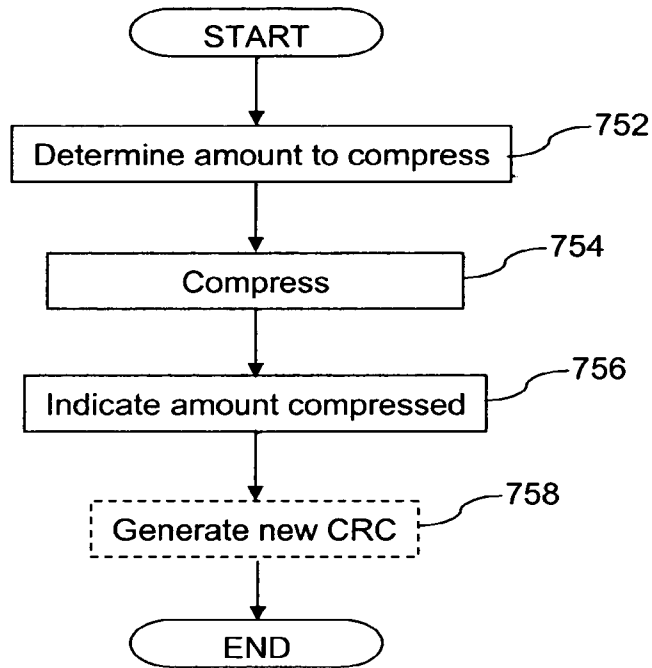 START
752
Determine amount to compress
754
Compress
756
Indicate amount compressed
758
Generate new CRC
END